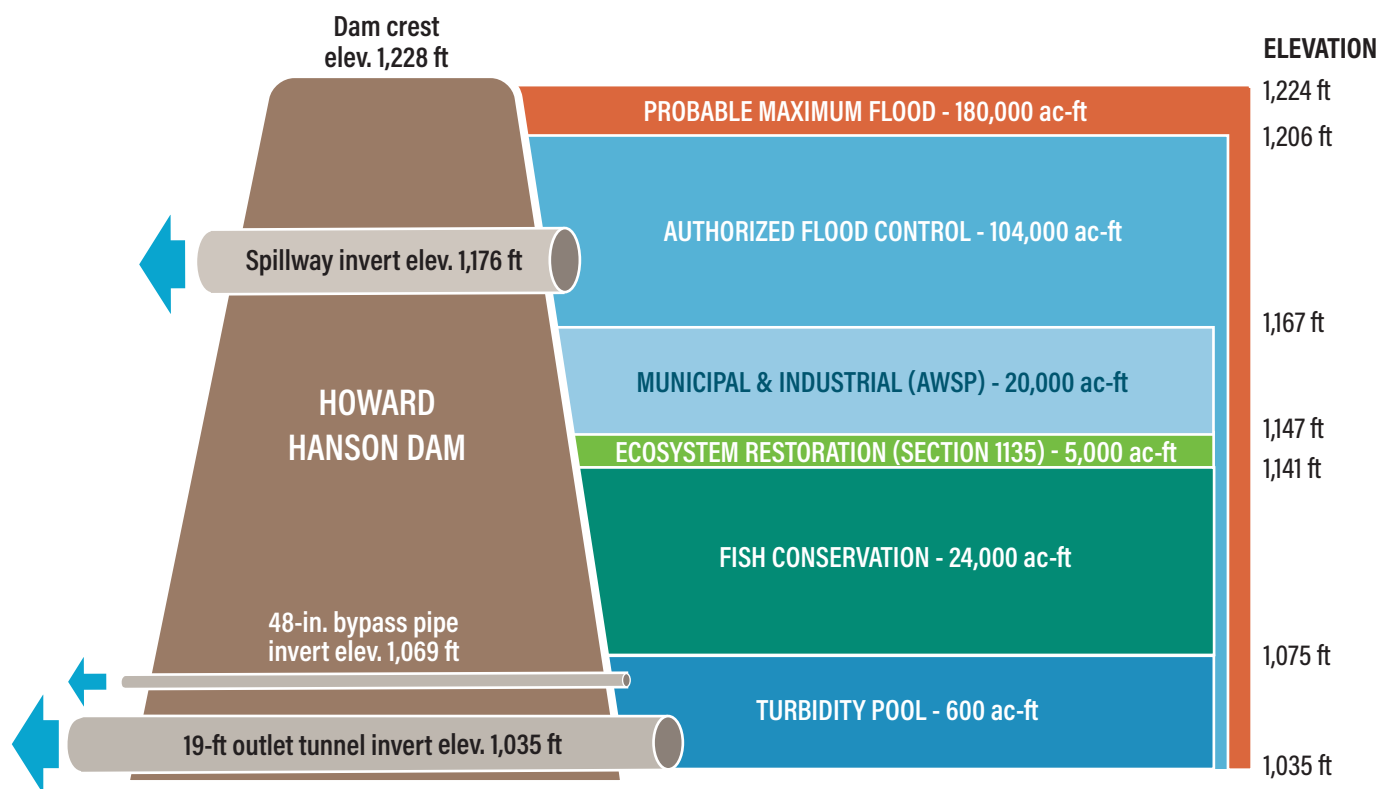 Dam crest
elev. 1,228 ft
ELEVATION
1,224 ft
PROBABLE MAXIMUM FLOOD - 180,000 ac-ft
1,206 ft
AUTHORIZED FLOOD CONTROL - 104,000 ac-ft
Spillway invert elev. 1,176 ft
1,167 ft
MUNICIPAL & INDUSTRIAL (AWSP) - 20,000 ac-ft
HOWARD
HANSON DAM
1,147 ft
ECOSYSTEM RESTORATION (SECTION 1135) - 5,000 ac-ft
1,141 ft
FISH CONSERVATION - 24,000 ac-ft
48-in. bypass pipe
invert elev. 1,069 ft
1,075 ft
TURBIDITY POOL - 600 ac-ft
19-ft outlet tunnel invert elev. 1,035 ft
1,035 ft